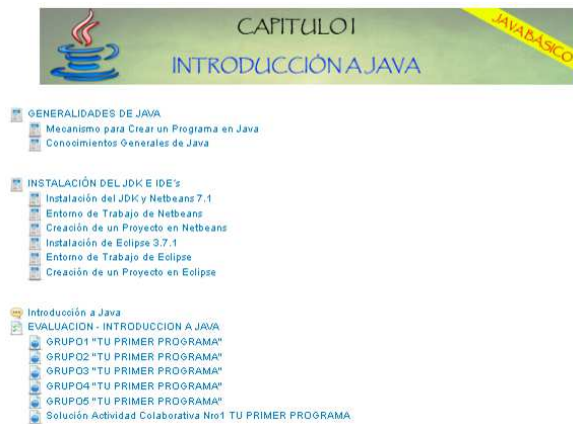 CAPITULO I
JAVA BÁSICO
INTRODUCCIÓN A JAVA
GENERALIDADES DE JAVA
Mecanismo para Crear un Programa en Java
Conocimientos Generales de Java
INSTALACIÓN DEL JDK E IDE's
Instalación del JDK y Netbeans 7.1
Entorno de Trabajo de Netbeans
Creación de un Proyecto en Netbeans
Instalación de Eclipse 3.7.1
Entorno de Trabajo de Eclipse
Creación de un Proyecto en Eclipse
Introducción a Java
EVALUACION - INTRODUCCION A JAVA
GRUPO1 "TU PRIMER PROGRAMA"
GRUPO2 "TU PRIMER PROGRAMA"
GRUPO3 "TU PRIMER PROGRAMA"
GRUPO4 "TU PRIMER PROGRAMA"
GRUPO5 "TU PRIMER PROGRAMA"
Solución Actividad Colaborativa Nro1 TU PRIMER PROGRAMA